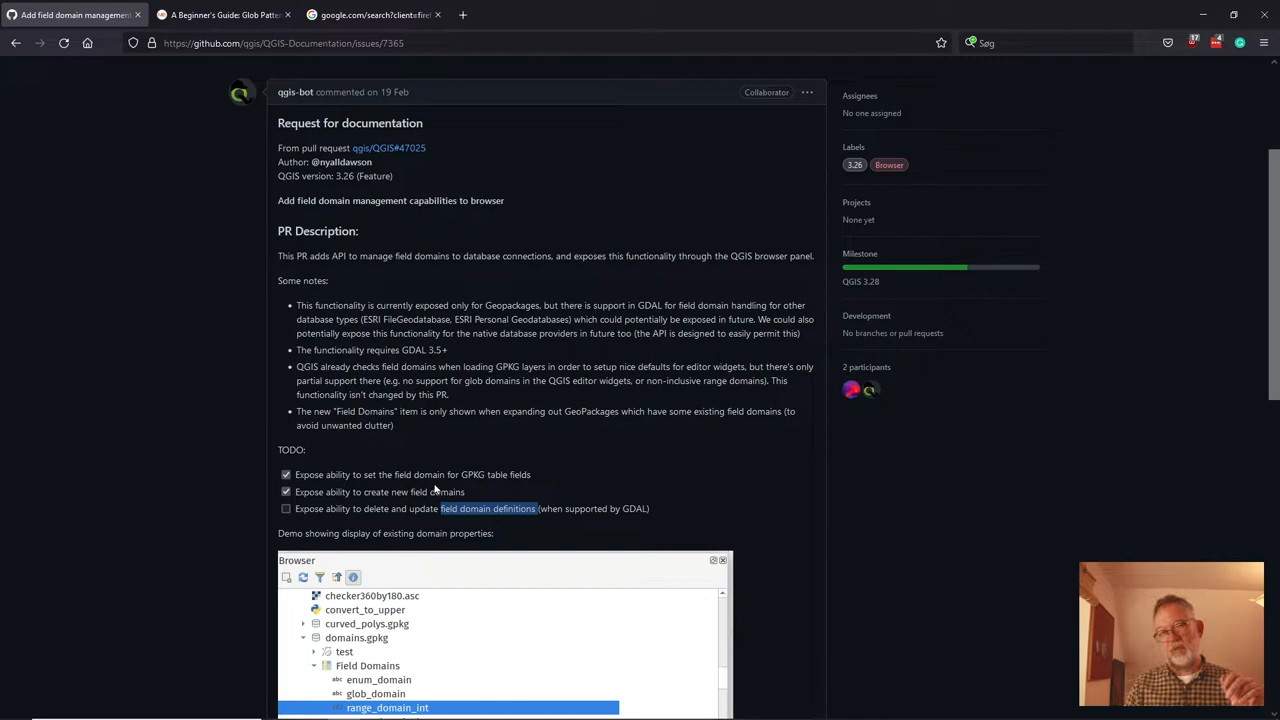 Add field domain management
A Beginner's Guide: Glob Patter
google.com/search?client=firef
https://github.com/qgis/QGIS-Documentation/issues/7365
Søg
17
4
qgis-bot commented on 19 Feb
Collaborator
Request for documentation
From pull request qgis/QGIS#47025
Author: @nyalldawson
QGIS version: 3.26 (Feature)
Add field domain management capabilities to browser
PR Description:
This PR adds API to manage field domains to database connections, and exposes this functionality through the QGIS browser panel.
Some notes:
This functionality is currently exposed only for Geopackages, but there is support in GDAL for field domain handling for other
database types (ESRI FileGeodatabase, ESRI Personal Geodatabases) which could potentially be exposed in future. We could also
potentially expose this functionality for the native database providers in future too (the API is designed to easily permit this)
The functionality requires GDAL 3.5+
QGIS already checks field domains when loading GPKG layers in order to setup nice defaults for editor widgets, but there's only
partial support there (e.g. no support for glob domains in the QGIS editor widgets, or non-inclusive range domains). This
functionality isn't changed by this PR.
The new "Field Domains" item is only shown when expanding out GeoPackages which have some existing field domains (to
avoid unwanted clutter)
TODO:
Expose ability to set the field domain for GPKG table fields
Expose ability to create new field domains
Expose ability to delete and update field domain definitions (when supported by GDAL)
Demo showing display of existing domain properties:
Browser
checker360by180.asc
convert_to_upper
curved_polys.gpkg
domains.gpkg
test
Field Domains
abc enum_domain
abc glob_domain
123 range_domain_int
Assignees
No one assigned
Labels
3.26 Browser
Projects
None yet
Milestone
QGIS 3.28
Development
No branches or pull requests
2 participants